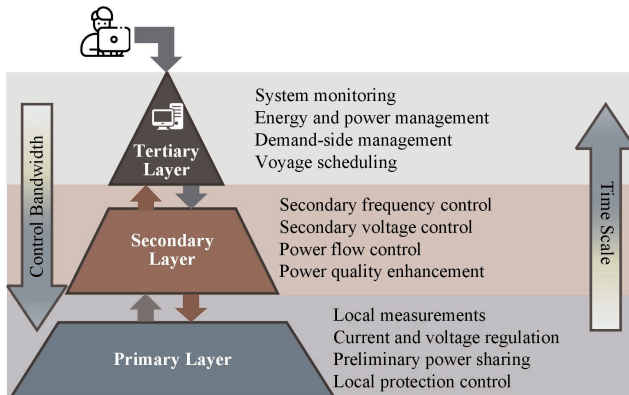 System monitoring
Energy and power management
Demand-side management
Voyage scheduling
Tertiary
Layer
Control Bandwidth
Time Scale
Secondary frequency control
Secondary voltage control
Power flow control
Power quality enhancement
Secondary
Layer
Local measurements
Current and voltage regulation
Preliminary power sharing
Local protection control
Primary Layer